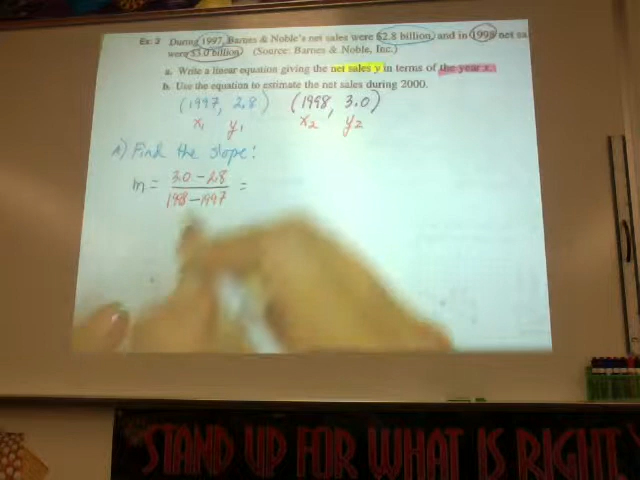 Ex: 2 During 1997, Barnes & Noble's net sales were $2.8 billion and in 1998 net sa
were $3.0 billion (Source: Barnes & Noble, Inc.)
a. Write a linear equation giving the net sales y in terms of the year x.
b. Use the equation to estimate the net sales during 2000.
(1997, 2.8) (1998, 3.0)
x₁ y₁ x₂ y₂
A) Find the slope:
m = 3.0 - 2.8 =
1998 - 1997
STAND UP FOR WHAT IS RIGHT